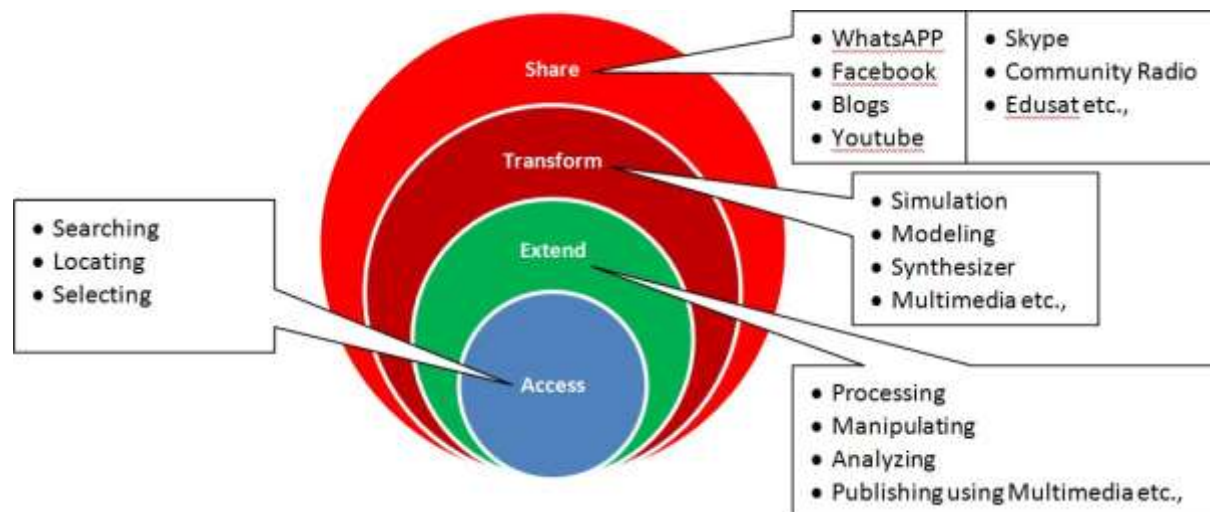 Share
Transform
Extend
Access
• WhatsAPP
• Facebook
• Blogs
• Youtube
• Skype
• Community Radio
• Edusat etc.,
• Simulation
• Modeling
• Synthesizer
• Multimedia etc.,
• Searching
• Locating
• Selecting
• Processing
• Manipulating
• Analyzing
• Publishing using Multimedia etc.,